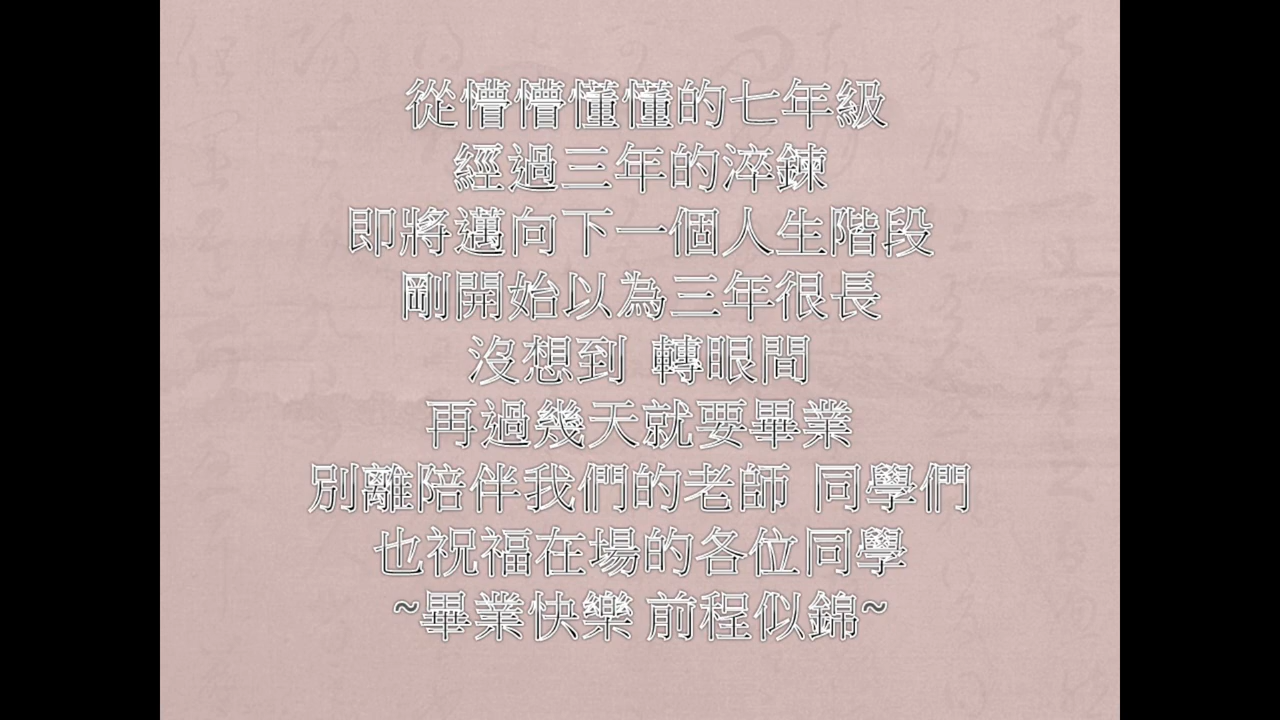 從懵懵懂懂的七年級
經過三年的淬鍊
即將邁向下一個人生階段
剛開始以為三年很長
沒想到 轉眼間
再過幾天就要畢業
別離陪伴我們的老師 同學們
也祝福在場的各位同學
~畢業快樂 前程似錦~